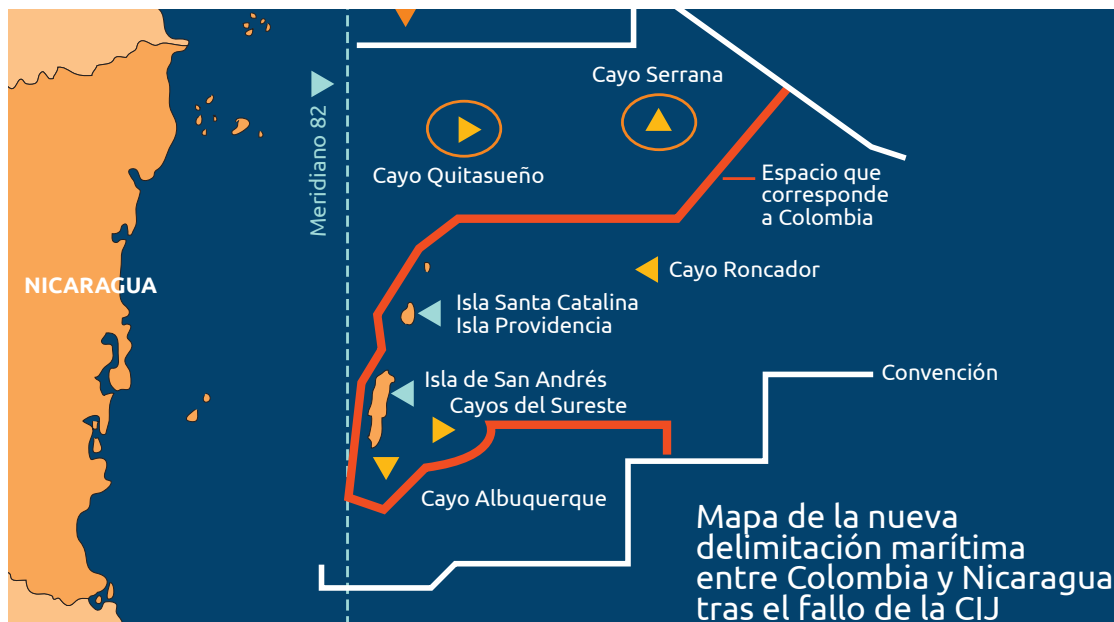 Cayo Serrana
Meridiano 82
Cayo Quitasueño
Espacio que
corresponde
a Colombia
Cayo Roncador
NICARAGUA
Isla Santa Catalina
Isla Providencia
Isla de San Andrés
Cayos del Sureste
Convención
Cayo Albuquerque
Mapa de la nueva
delimitación marítima
entre Colombia y Nicaragua
tras el fallo de la CIJ